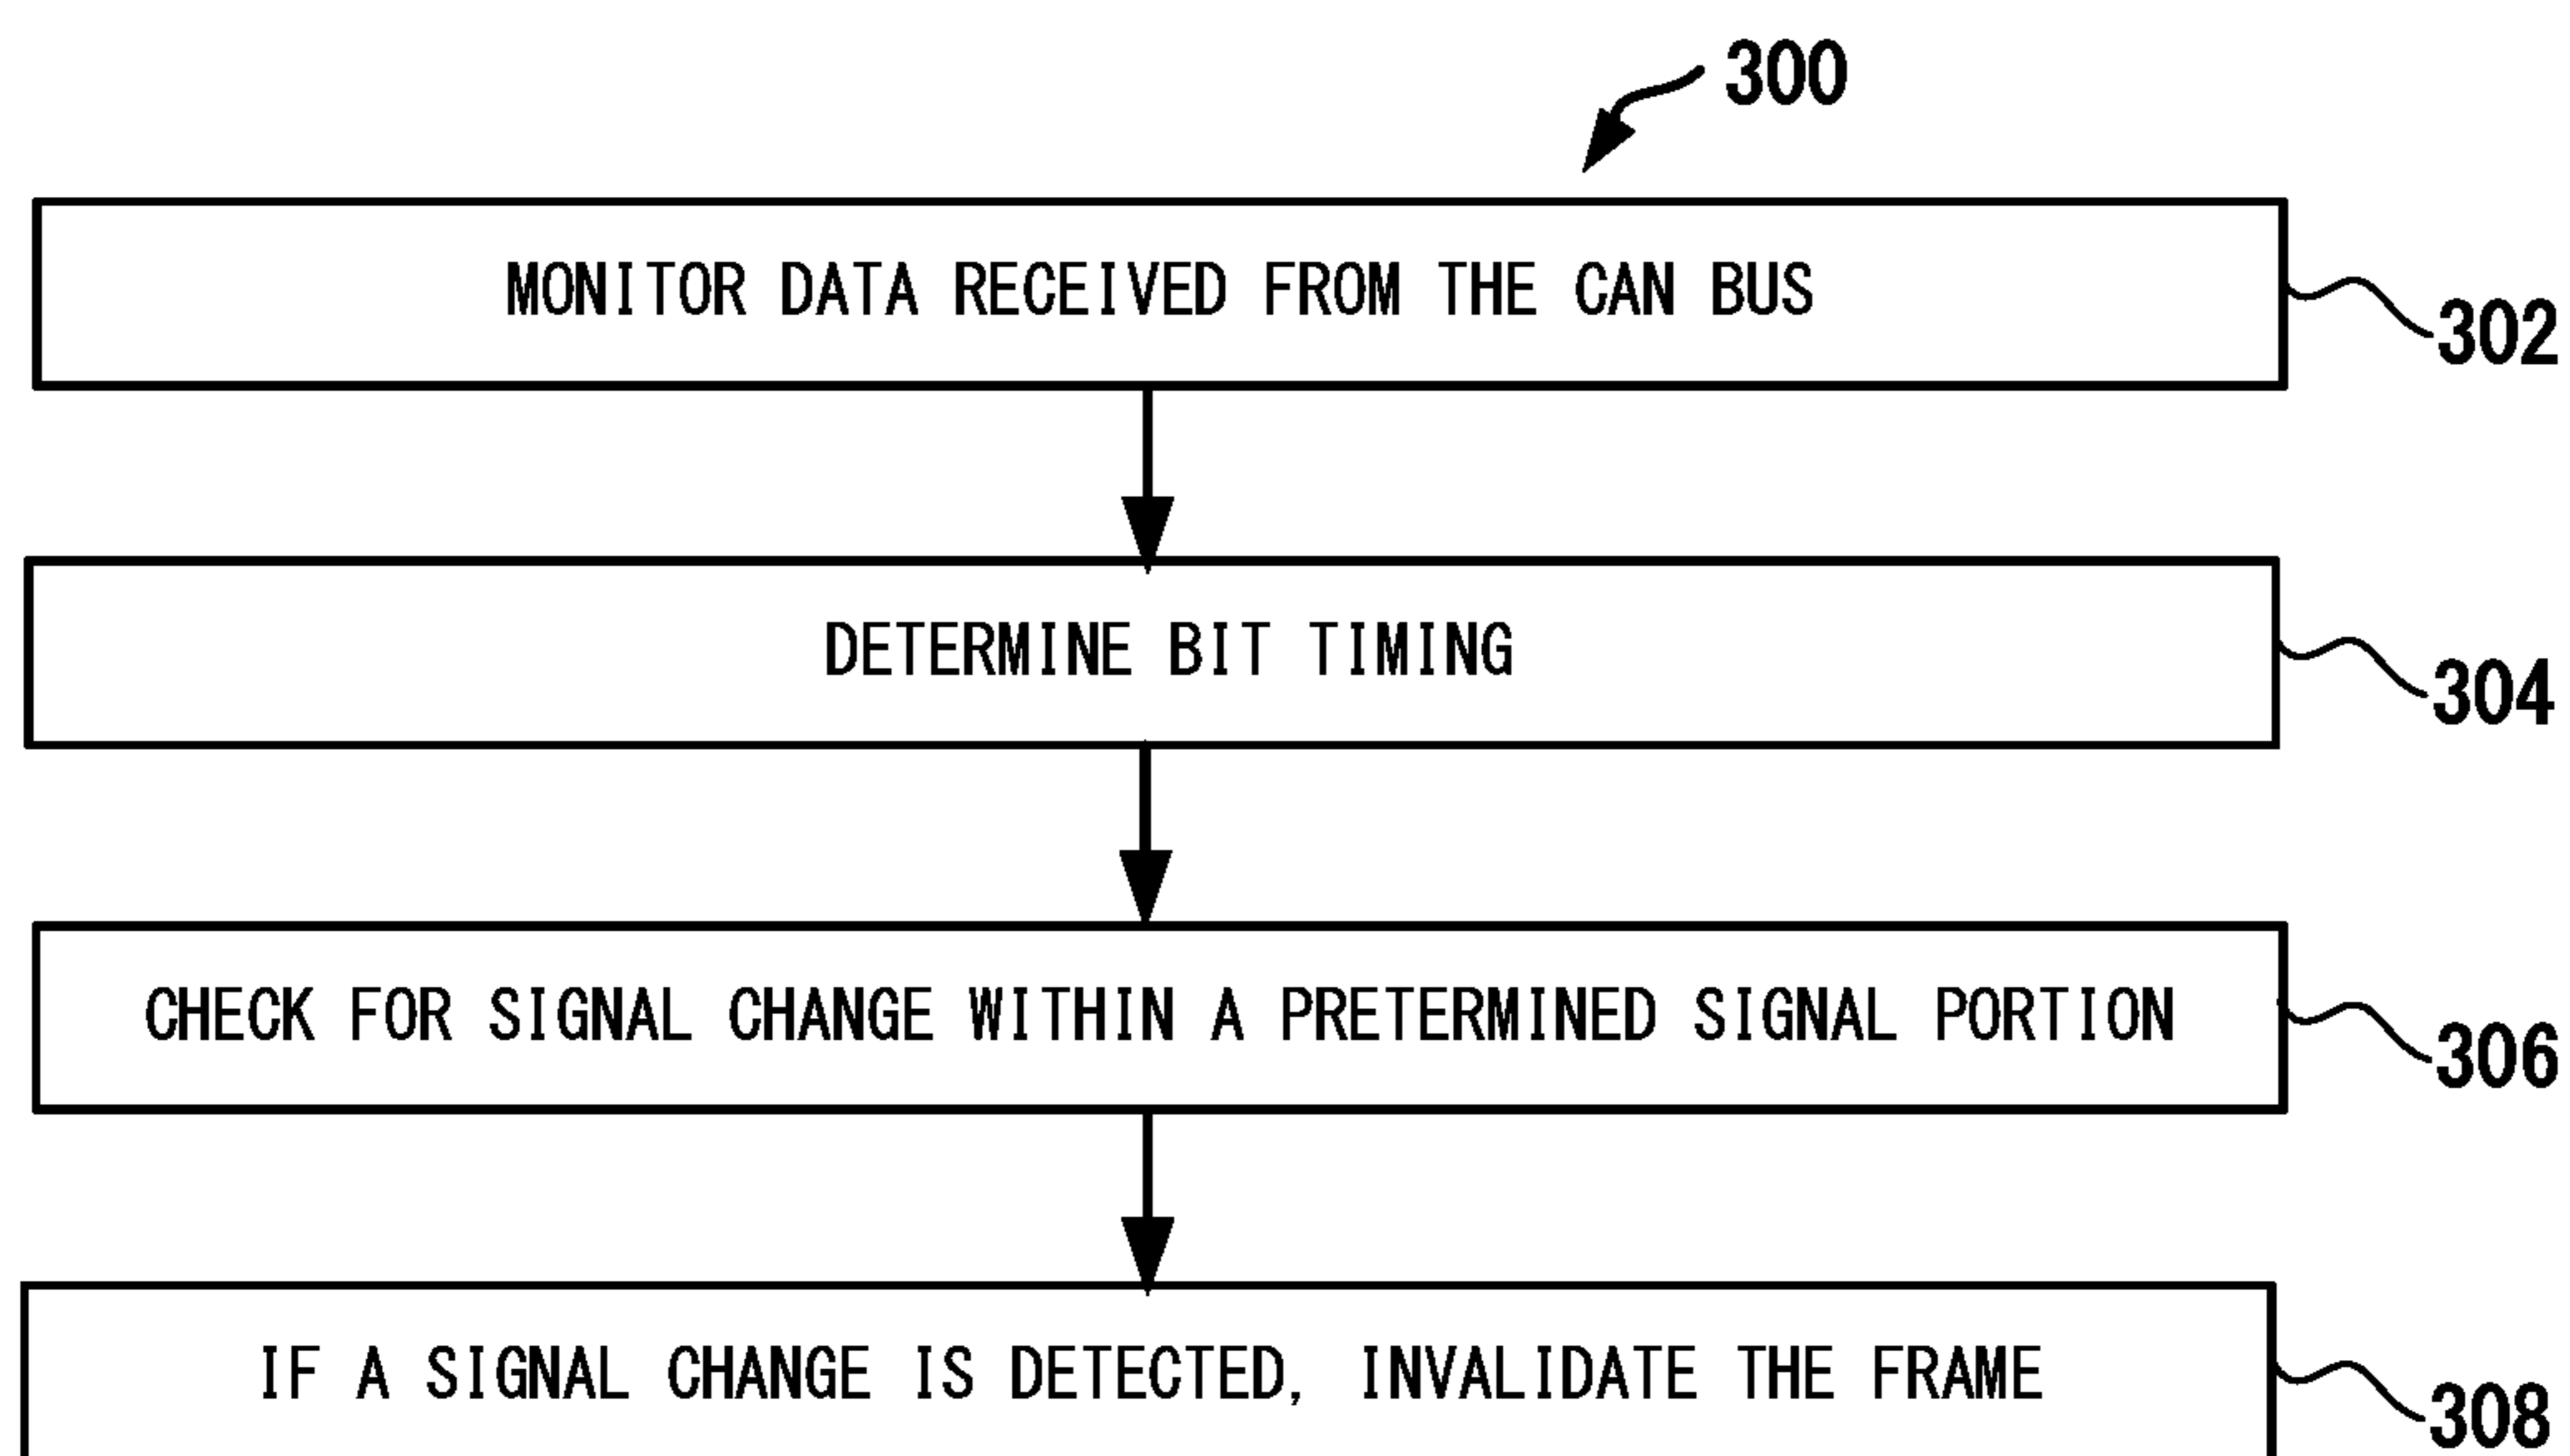 300
MONITOR DATA RECEIVED FROM THE CAN BUS
302
DETERMINE BIT TIMING
304
CHECK FOR SIGNAL CHANGE WITHIN A PRETERMINED SIGNAL PORTION
306
IF A SIGNAL CHANGE IS DETECTED, INVALIDATE THE FRAME
308